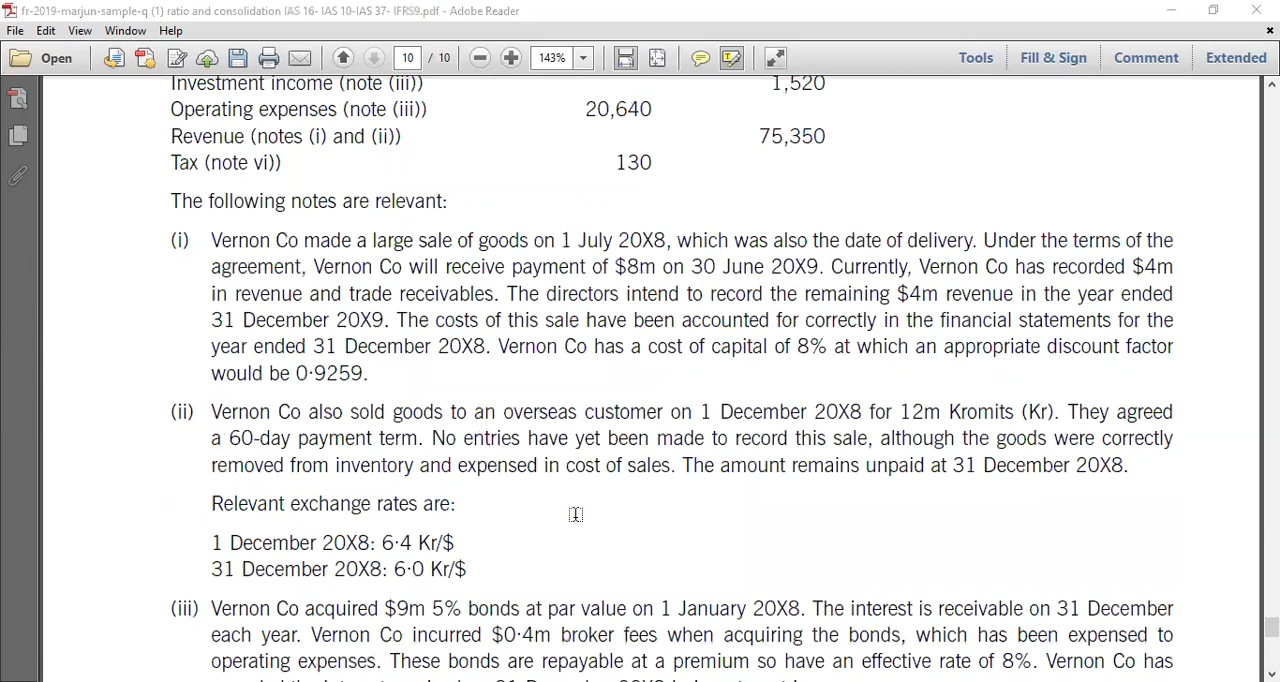 fr-2019-marjun-sample-q (1) ratio and consolidation IAS 16- IAS 10-IAS 37- IFRS9.pdf - Adobe Reader
File Edit View Window Help
Open 10 / 10 143% Tools Fill & Sign Comment Extended
Investment income (note (iii)) 1,520
Operating expenses (note (iii)) 20,640
Revenue (notes (i) and (ii)) 75,350
Tax (note vi)) 130
The following notes are relevant:
(i) Vernon Co made a large sale of goods on 1 July 20X8, which was also the date of delivery. Under the terms of the
agreement, Vernon Co will receive payment of $8m on 30 June 20X9. Currently, Vernon Co has recorded $4m
in revenue and trade receivables. The directors intend to record the remaining $4m revenue in the year ended
31 December 20X9. The costs of this sale have been accounted for correctly in the financial statements for the
year ended 31 December 20X8. Vernon Co has a cost of capital of 8% at which an appropriate discount factor
would be 0·9259.
(ii) Vernon Co also sold goods to an overseas customer on 1 December 20X8 for 12m Kromits (Kr). They agreed
a 60-day payment term. No entries have yet been made to record this sale, although the goods were correctly
removed from inventory and expensed in cost of sales. The amount remains unpaid at 31 December 20X8.
Relevant exchange rates are:
1 December 20X8: 6·4 Kr/$
31 December 20X8: 6·0 Kr/$
(iii) Vernon Co acquired $9m 5% bonds at par value on 1 January 20X8. The interest is receivable on 31 December
each year. Vernon Co incurred $0·4m broker fees when acquiring the bonds, which has been expensed to
operating expenses. These bonds are repayable at a premium so have an effective rate of 8%. Vernon Co has